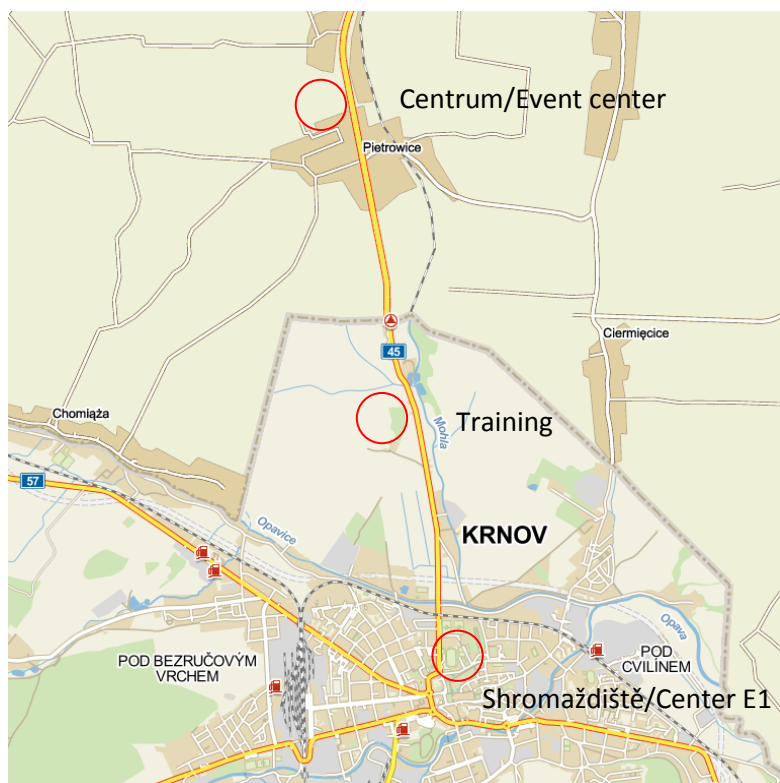 Centrum/Event center
Pietrowice
Ciermięcice
45
Chomiąża
Training
Mohla
57
Opavice
KRNOV
Opava
POD BEZRUČOVÝM
VRCHEM
POD
CVILÍNEM
Shromaždiště/Center E1